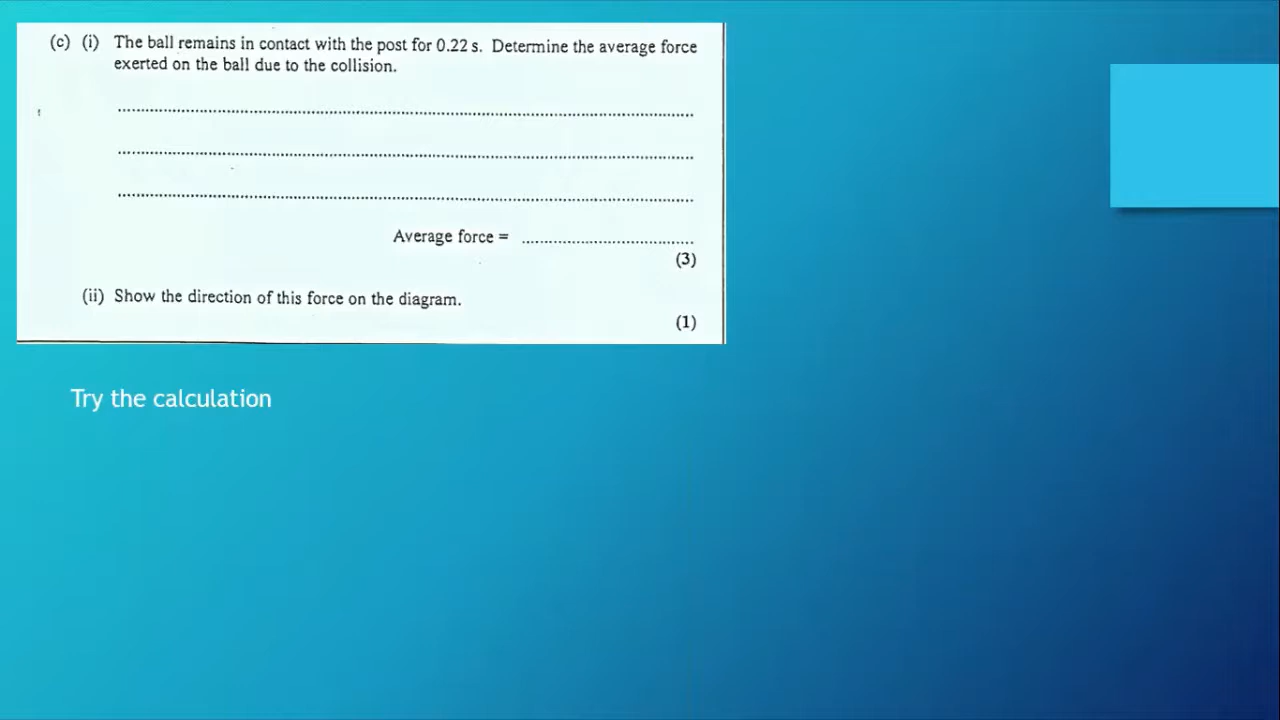 (c) (i) The ball remains in contact with the post for 0.22 s. Determine the average force
exerted on the ball due to the collision.
Average force = ........................................
(3)
(ii) Show the direction of this force on the diagram.
(1)
Try the calculation